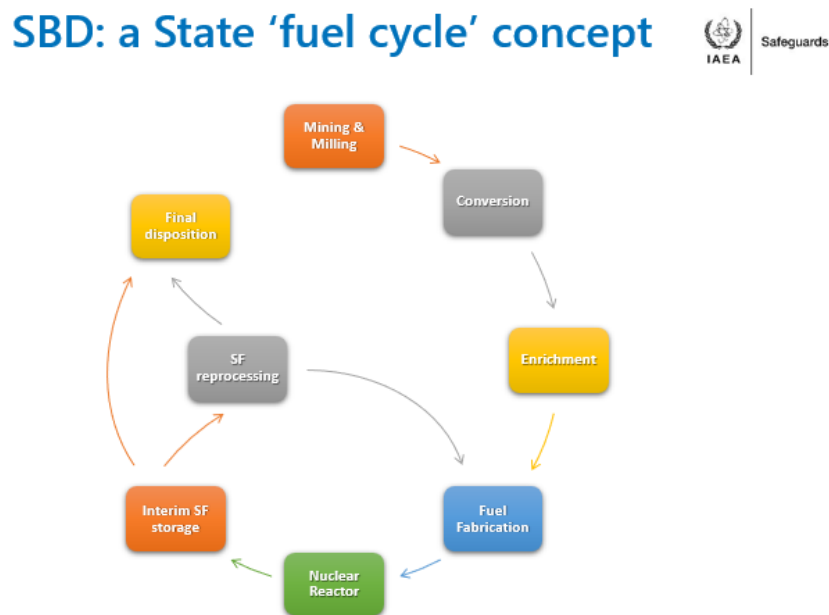 SBD: a State ‘fuel cycle’ concept
IAEA
Safeguards
Mining &
Milling
Conversion
Final
disposition
SF
reprocessing
Enrichment
Interim SF
storage
Fuel
Fabrication
Nuclear
Reactor